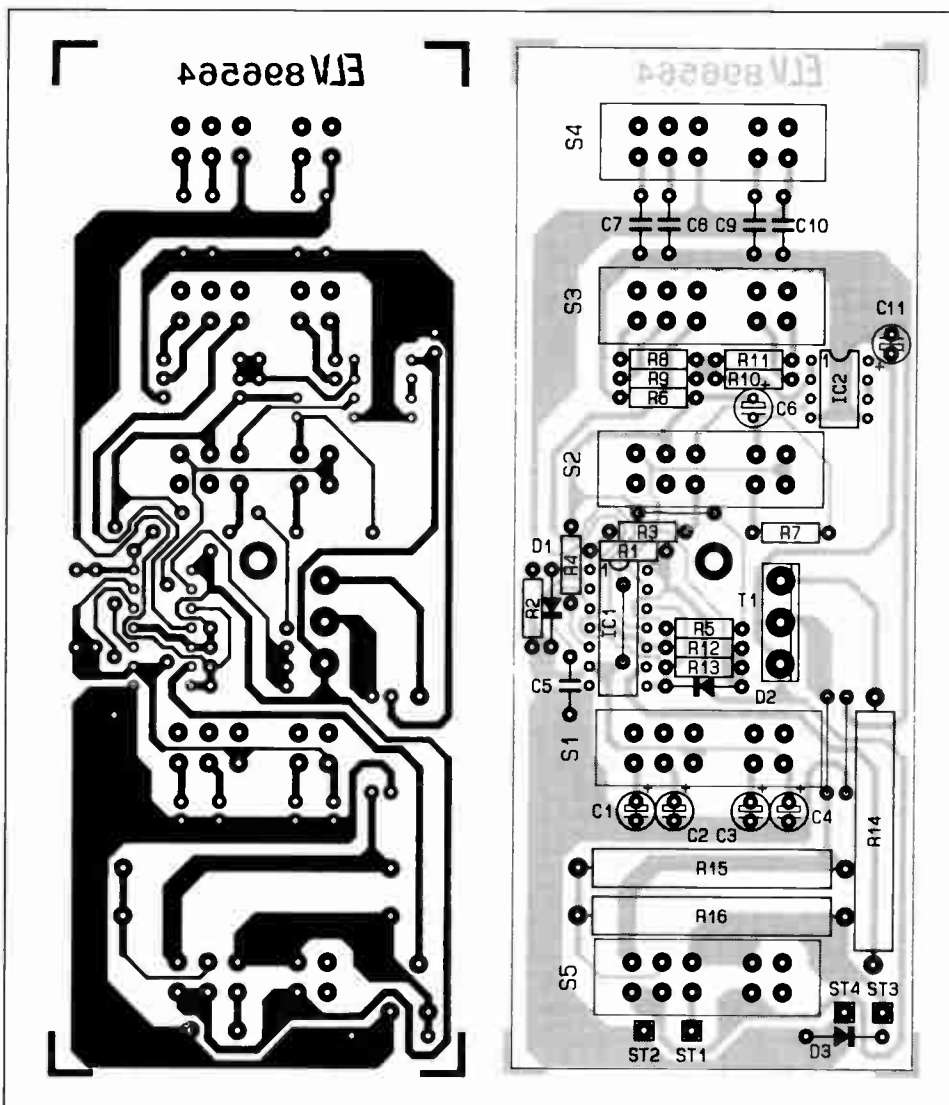 ELV 896564
ELV 896564
S4
C7 C8 C9 C10
S3
C11
R8 R11
R9 R10
R6
1
IC2
C6
S2
D1
R4
R3
R7
R1
R2
1
IC1
T1
R5
R12
R13
C5
D2
S1
C1
C2 C3
C4
R14
R15
R16
S5
ST4 ST3
ST2 ST1
D3